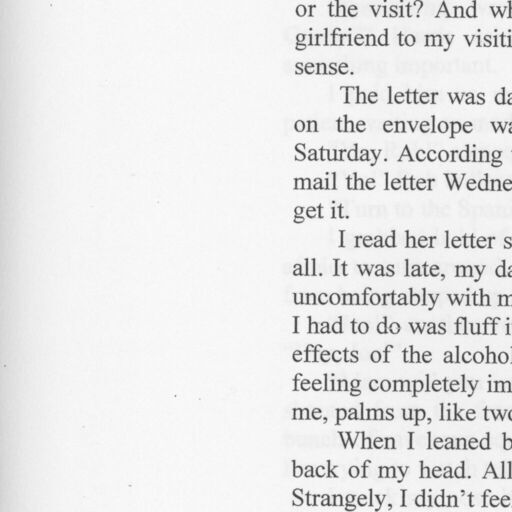 or the visit? And wh
girlfriend to my visiti
sense.
The letter was da
on the envelope wa
Saturday. According
mail the letter Wedne
get it.
I read her letter s
all. It was late, my da
uncomfortably with m
I had to do was fluff i
effects of the alcohol
feeling completely im
me, palms up, like two
When I leaned b
back of my head. All
Strangely, I didn't fee